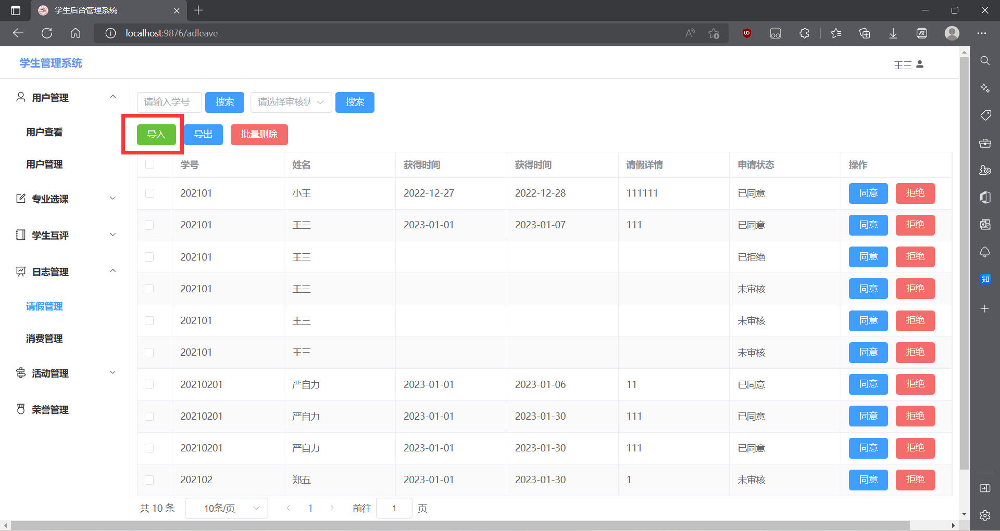 学生后台管理系统
localhost:9876/adleave
学生管理系统
王三
用户管理
用户查看
用户管理
专业选课
学生互评
日志管理
请假管理
消费管理
活动管理
荣誉管理
请输入学号 搜索 请选择审核状 搜索
导入 导出 批量删除
学号 姓名 获得时间 获得时间 请假详情 申请状态 操作
202101 小王 2022-12-27 2022-12-28 111111 已同意 同意 拒绝
202101 王三 2023-01-01 2023-01-07 111 已同意 同意 拒绝
202101 王三 已拒绝 同意 拒绝
202101 王三 未审核 同意 拒绝
202101 王三 未审核 同意 拒绝
202101 王三 未审核 同意 拒绝
20210201 严自力 2023-01-01 2023-01-06 11 已同意 同意 拒绝
20210201 严自力 2023-01-01 2023-01-30 111 已同意 同意 拒绝
20210201 严自力 2023-01-01 2023-01-30 111 已同意 同意 拒绝
202102 郑五 2023-01-01 2023-01-30 1 未审核 同意 拒绝
共 10 条 10条/页 1 前往 1 页
知